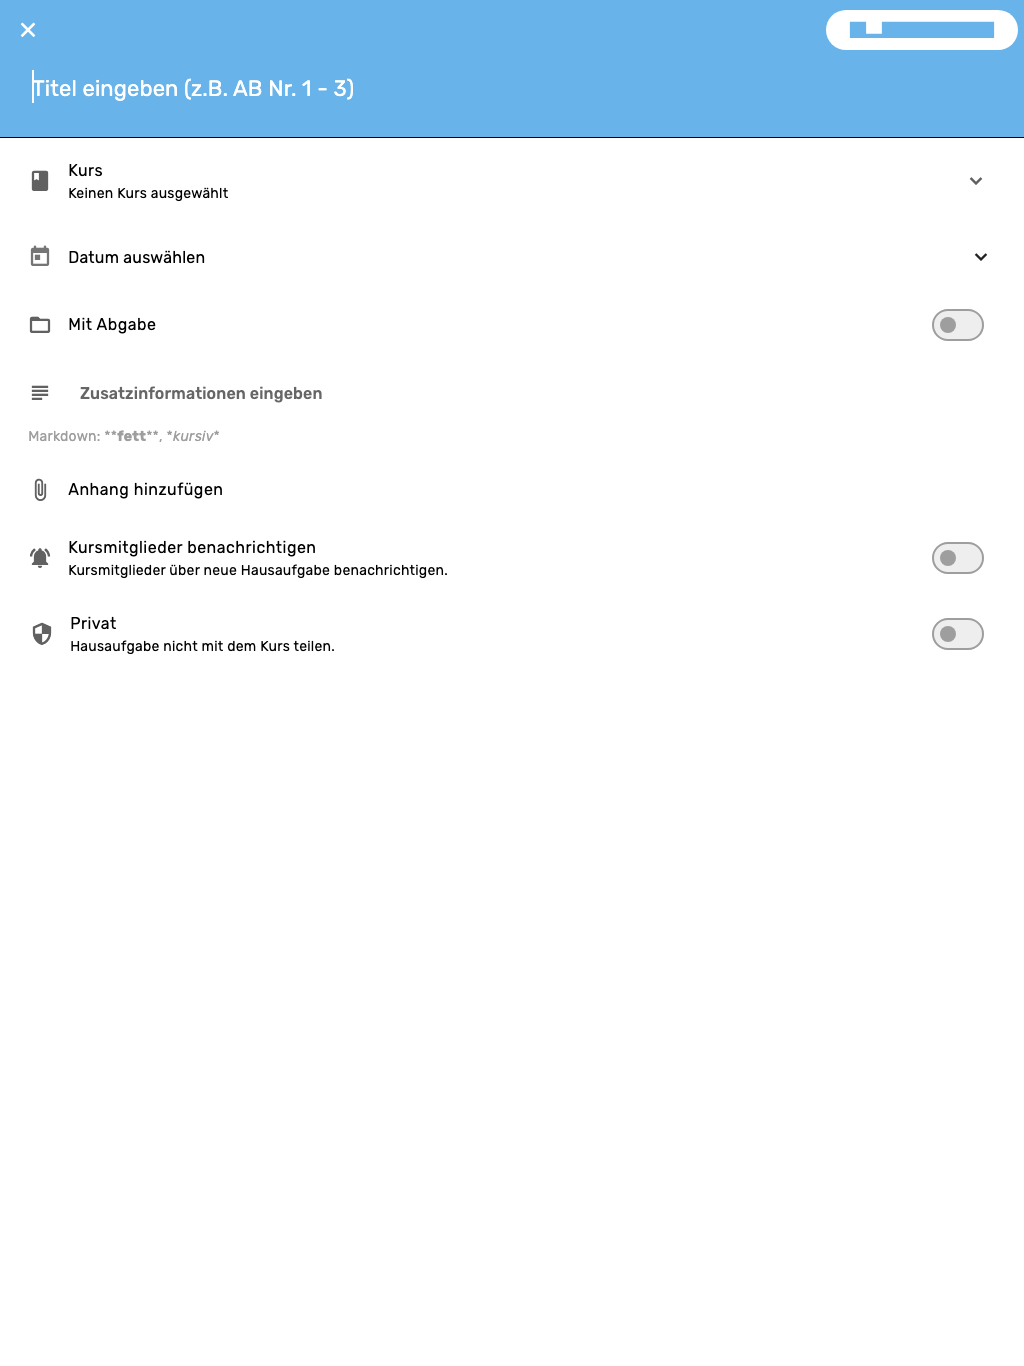 Titel eingeben (z.B. AB Nr. 1 - 3)
Kurs
Keinen Kurs ausgewählt
Datum auswählen
Mit Abgabe
Zusatzinformationen eingeben
Markdown: **fett**, *kursiv*
Anhang hinzufügen
Kursmitglieder benachrichtigen
Kursmitglieder über neue Hausaufgabe benachrichtigen.
Privat
Hausaufgabe nicht mit dem Kurs teilen.